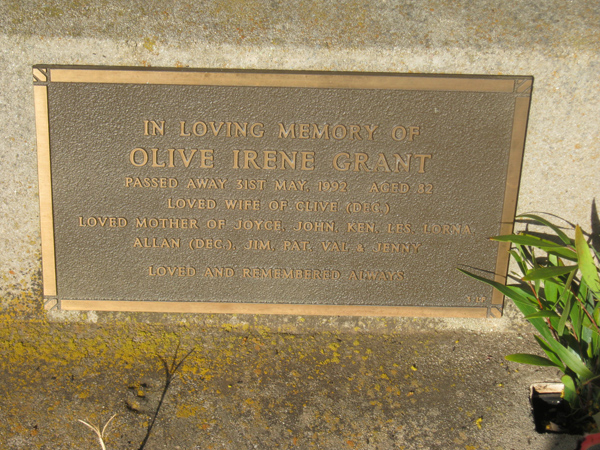 IN LOVING MEMORY OF
OLIVE IRENE GRANT
PASSED AWAY 31ST MAY, 1992 AGED 82
LOVED WIFE OF CLIVE (DEC.)
LOVED MOTHER OF JOYCE, JOHN, KEN, LES, LORNA,
ALLAN (DEC.), JIM, PAT, VAL & JENNY
LOVED AND REMEMBERED ALWAYS